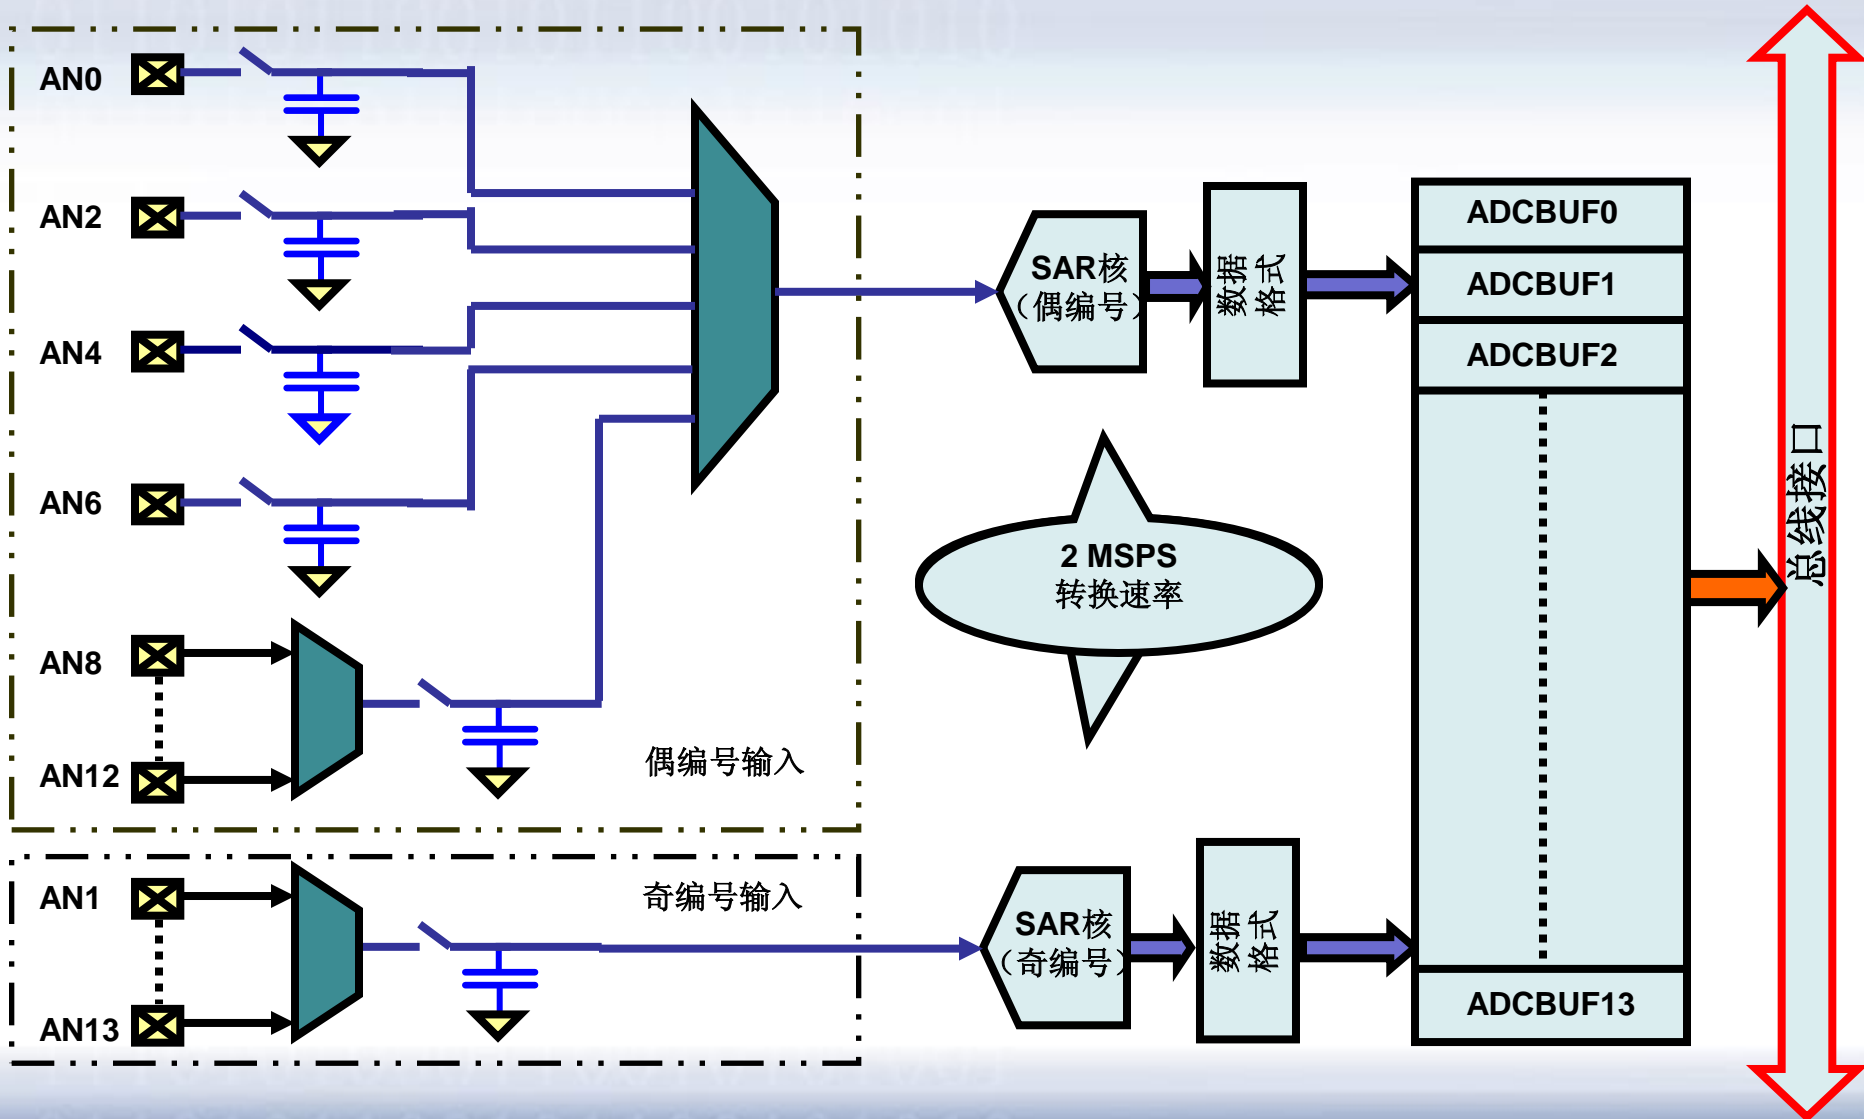 AN0
AN2
AN4
AN6
AN8
AN12
偶编号输入
AN1
AN13
奇编号输入
SAR核
（偶编号）
数据
格式
2 MSPS
转换速率
SAR核
（奇编号）
数据
格式
ADCBUF0
ADCBUF1
ADCBUF2
ADCBUF13
总线接口